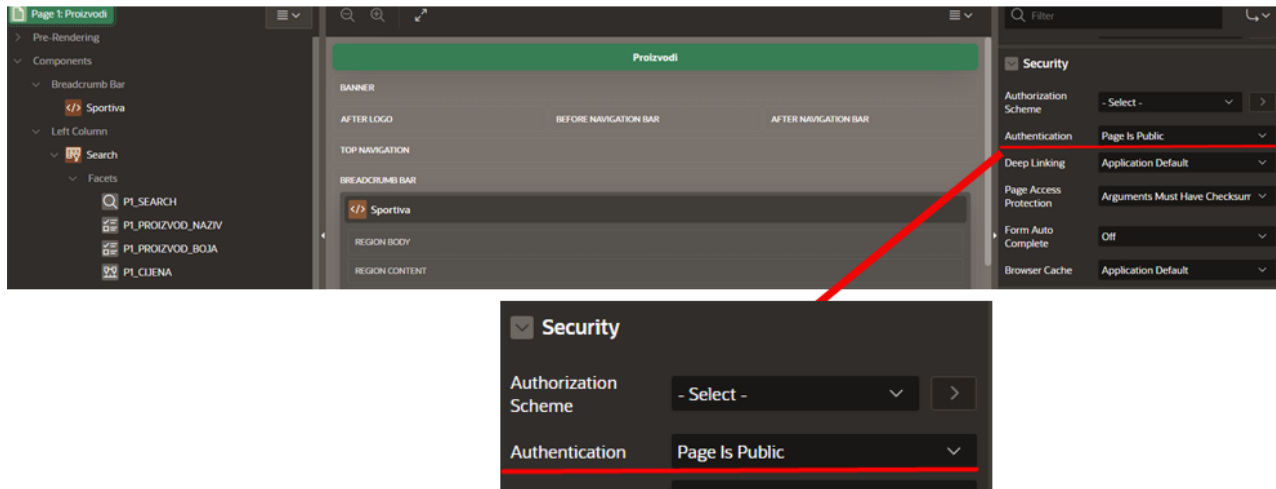 Page 1: Proizvodi
Pre-Rendering
Components
Breadcrumb Bar
Sportiva
Left Column
Search
Facets
P1_SEARCH
P1_PROIZVOD_NAZIV
P1_PROIZVOD_BOJA
P1_CIJENA
Proizvodi
BANNER
AFTER LOGO BEFORE NAVIGATION BAR AFTER NAVIGATION BAR
TOP NAVIGATION
BREADCRUMB BAR
Sportiva
REGION BODY
REGION CONTENT
Filter
Security
Authorization
Scheme
- Select -
Authentication Page Is Public
Deep Linking Application Default
Page Access
Protection
Arguments Must Have Checksum
Form Auto
Complete
Off
Browser Cache Application Default
Security
Authorization
Scheme
- Select -
Authentication Page Is Public